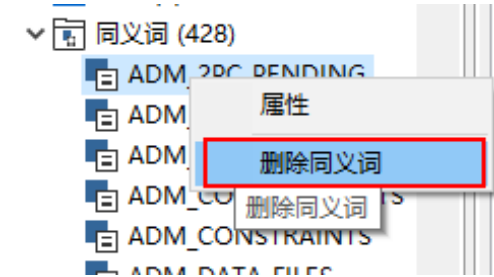 同义词 (428)
ADM_2PC_PENDING
属性
ADM_
ADM_
删除同义词
ADM_CO
TS
删除同义词
ADM_CONSTRAINTS
ADM_DATA_FILES